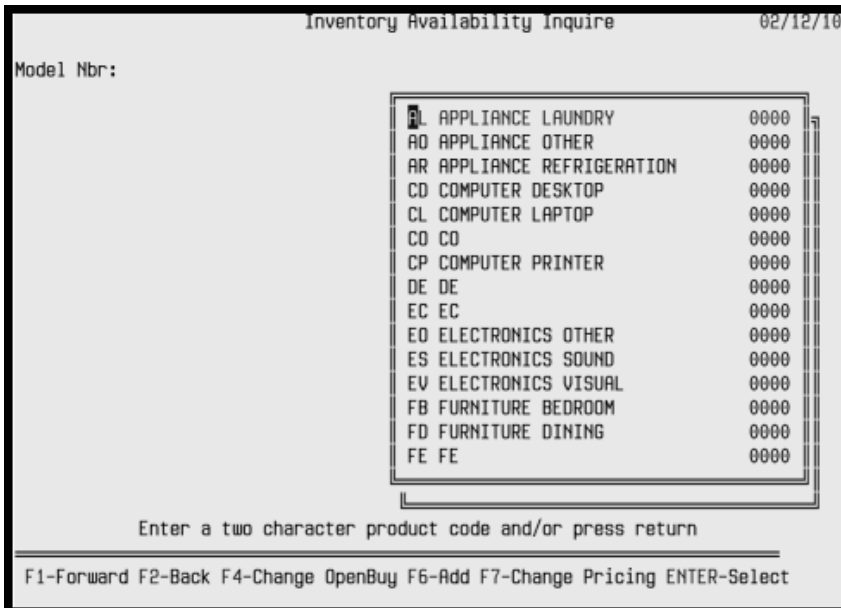 Inventory Availability Inquire 02/12/10
Model Nbr:
AL APPLIANCE LAUNDRY 0000
AO APPLIANCE OTHER 0000
AR APPLIANCE REFRIGERATION 0000
CD COMPUTER DESKTOP 0000
CL COMPUTER LAPTOP 0000
CO CO 0000
CP COMPUTER PRINTER 0000
DE DE 0000
EC EC 0000
EO ELECTRONICS OTHER 0000
ES ELECTRONICS SOUND 0000
EV ELECTRONICS VISUAL 0000
FB FURNITURE BEDROOM 0000
FD FURNITURE DINING 0000
FE FE 0000
Enter a two character product code and/or press return
F1-Forward F2-Back F4-Change OpenBuy F6-Add F7-Change Pricing ENTER-Select